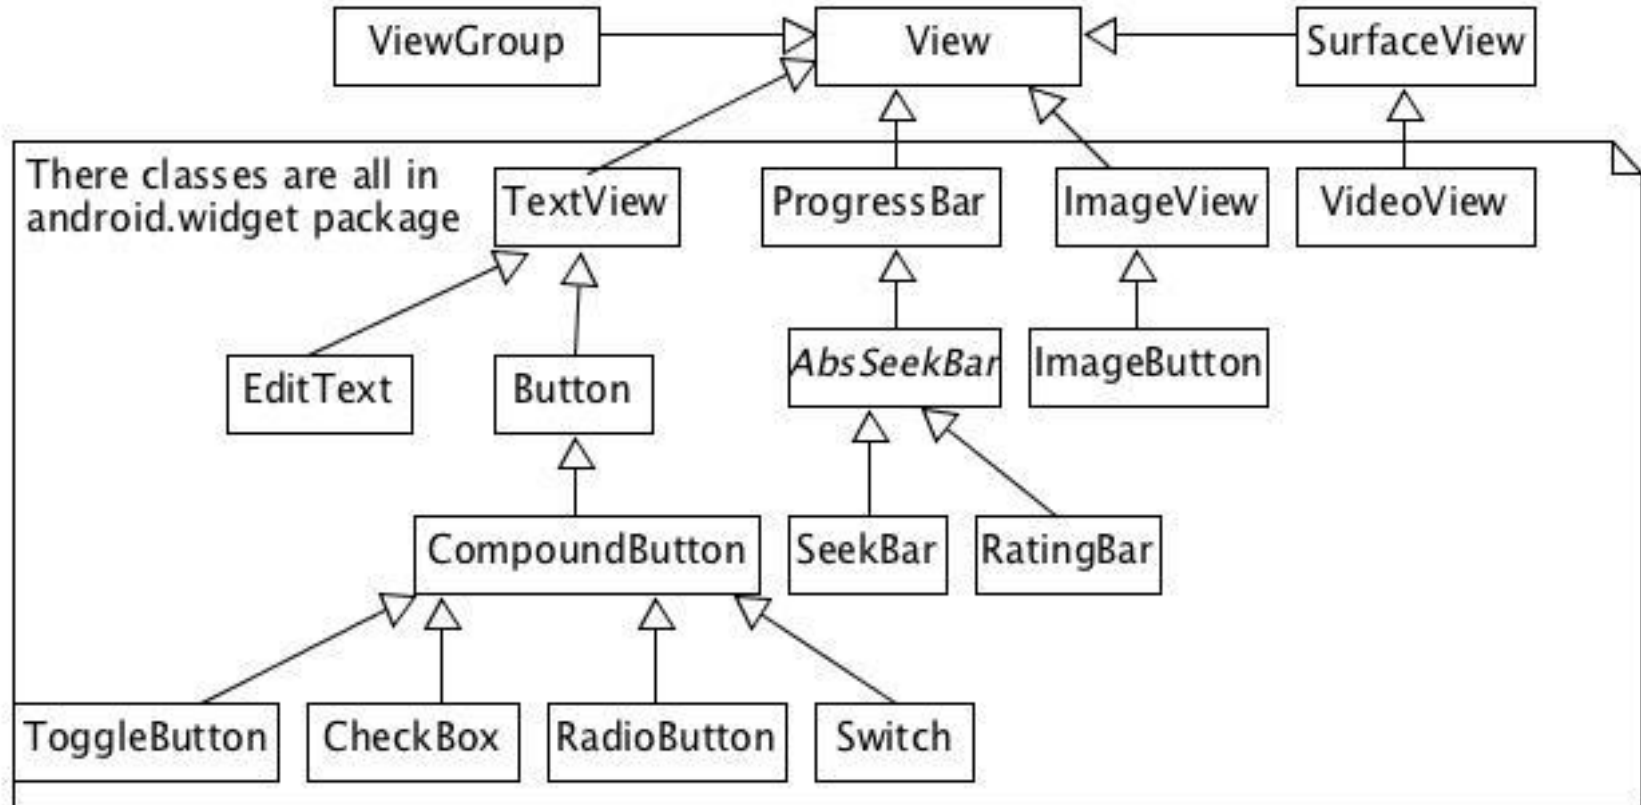 ViewGroup
View
SurfaceView
There classes are all in
android.widget package
TextView
ProgressBar
ImageView
VideoView
EditText
Button
AbsSeekBar
ImageButton
CompoundButton
SeekBar
RatingBar
ToggleButton
CheckBox
RadioButton
Switch